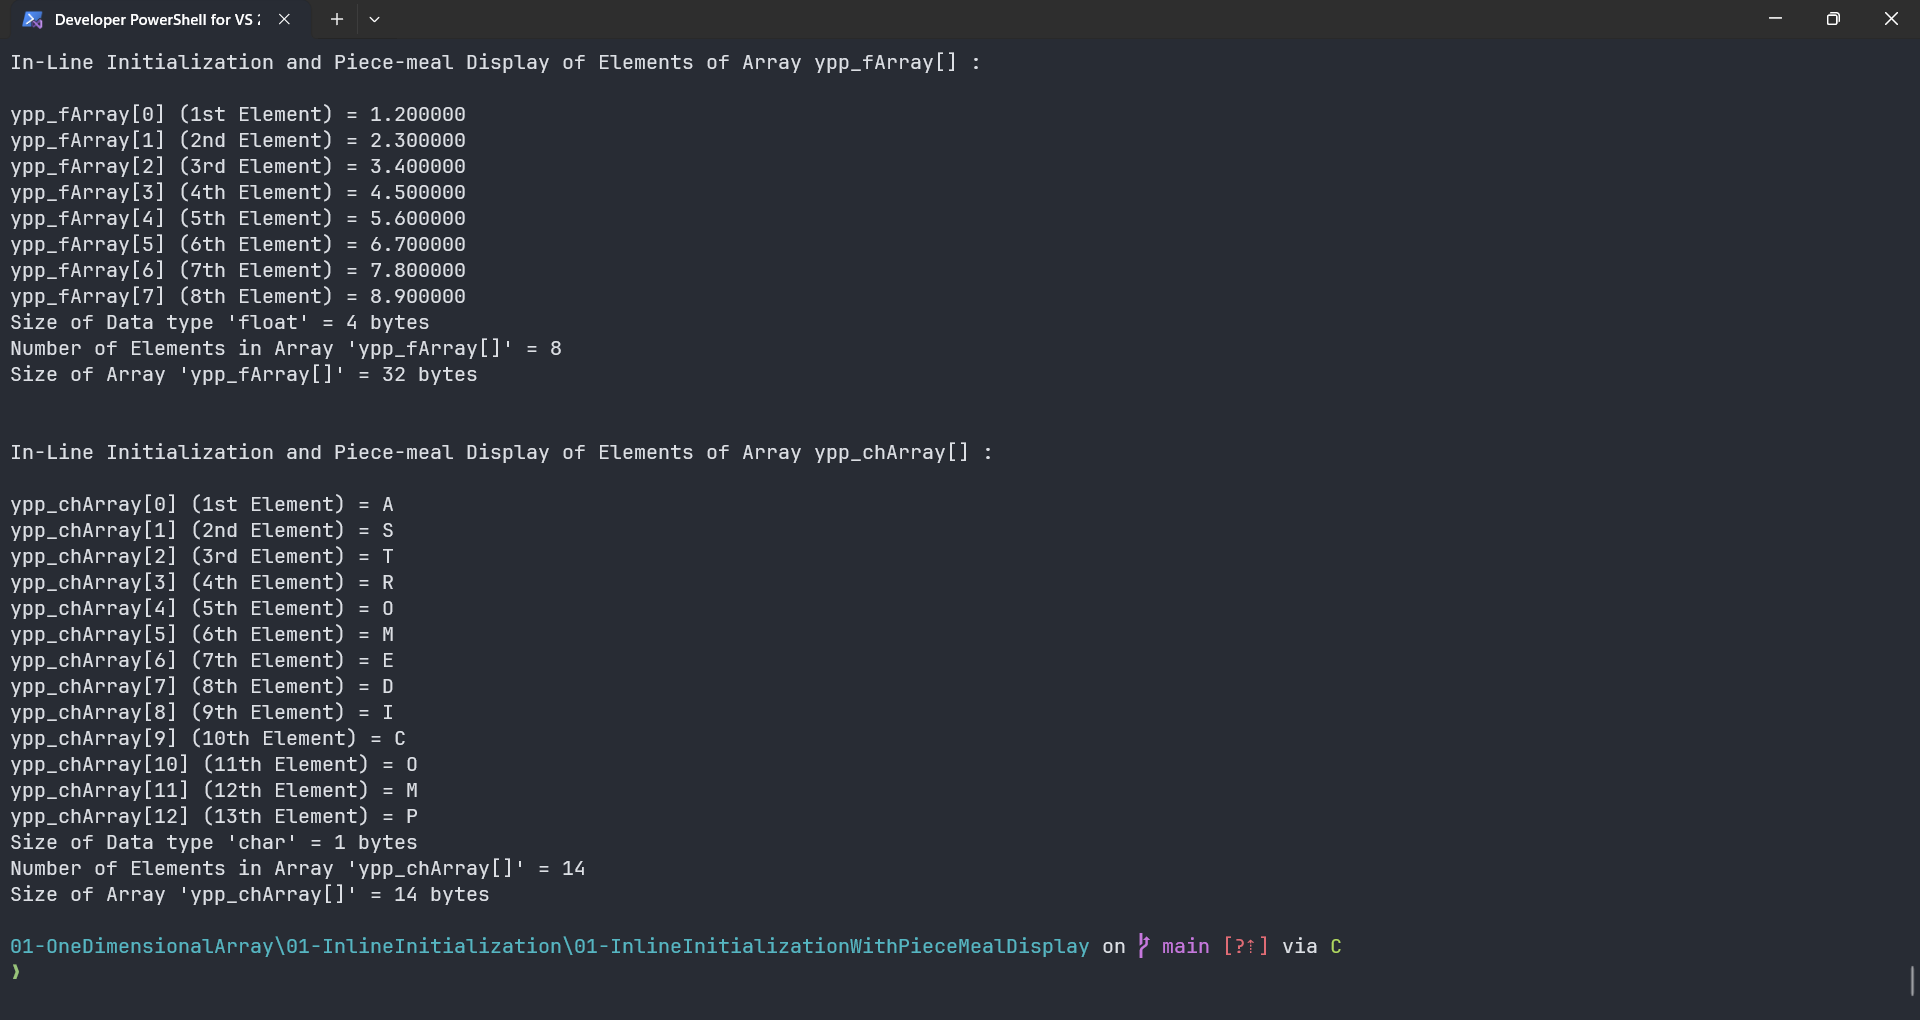 Developer PowerShell for VS 2
In-Line Initialization and Piece-meal Display of Elements of Array ypp_fArray[] :
ypp_fArray[0] (1st Element) = 1.200000
ypp_fArray[1] (2nd Element) = 2.300000
ypp_fArray[2] (3rd Element) = 3.400000
ypp_fArray[3] (4th Element) = 4.500000
ypp_fArray[4] (5th Element) = 5.600000
ypp_fArray[5] (6th Element) = 6.700000
ypp_fArray[6] (7th Element) = 7.800000
ypp_fArray[7] (8th Element) = 8.900000
Size of Data type 'float' = 4 bytes
Number of Elements in Array 'ypp_fArray[]' = 8
Size of Array 'ypp_fArray[]' = 32 bytes
In-Line Initialization and Piece-meal Display of Elements of Array ypp_chArray[] :
ypp_chArray[0] (1st Element) = A
ypp_chArray[1] (2nd Element) = S
ypp_chArray[2] (3rd Element) = T
ypp_chArray[3] (4th Element) = R
ypp_chArray[4] (5th Element) = O
ypp_chArray[5] (6th Element) = M
ypp_chArray[6] (7th Element) = E
ypp_chArray[7] (8th Element) = D
ypp_chArray[8] (9th Element) = I
ypp_chArray[9] (10th Element) = C
ypp_chArray[10] (11th Element) = O
ypp_chArray[11] (12th Element) = M
ypp_chArray[12] (13th Element) = P
Size of Data type 'char' = 1 bytes
Number of Elements in Array 'ypp_chArray[]' = 14
Size of Array 'ypp_chArray[]' = 14 bytes
01-OneDimensionalArray\01-InlineInitialization\01-InlineInitializationWithPieceMealDisplay on main [?⇡] via C
❯